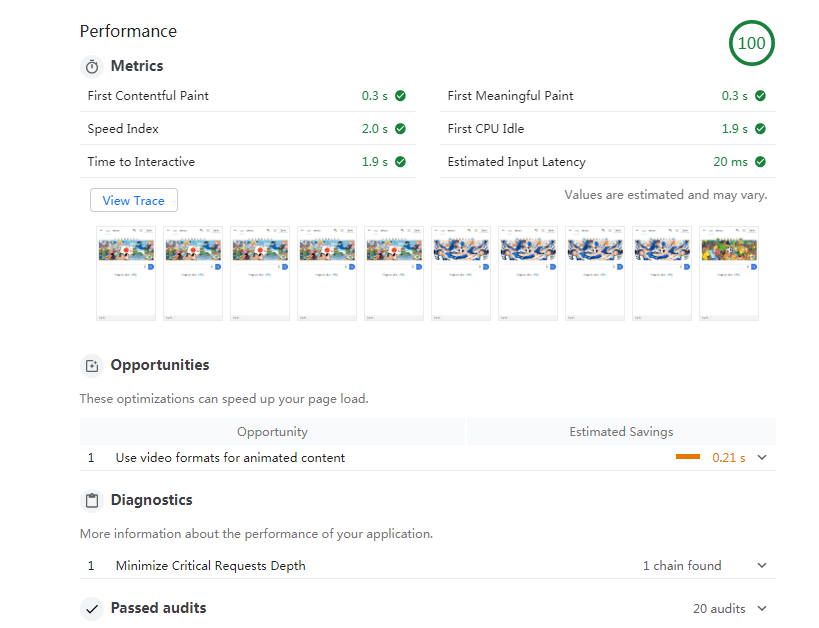 Performance
100
Metrics
First Contentful Paint 0.3 s
First Meaningful Paint 0.3 s
Speed Index 2.0 s
First CPU Idle 1.9 s
Time to Interactive 1.9 s
Estimated Input Latency 20 ms
View Trace
Values are estimated and may vary.
Opportunities
These optimizations can speed up your page load.
Opportunity Estimated Savings
1 Use video formats for animated content 0.21 s
Diagnostics
More information about the performance of your application.
1 Minimize Critical Requests Depth 1 chain found
Passed audits 20 audits